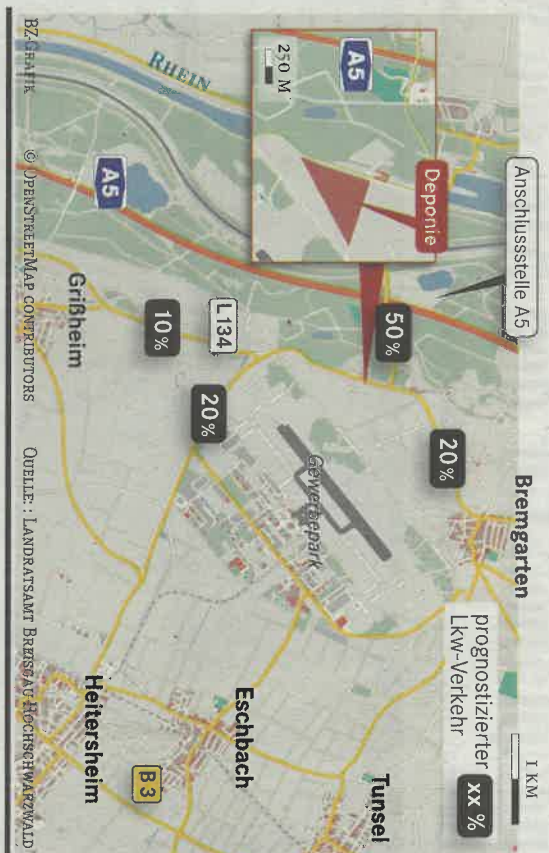 Anschlussstelle A5
Bremgarten
1 KM
prognostizierter
Lkw-Verkehr
xx %
RHEIN
A5
250 M
Deponie
50 %
20 %
Gewerbepark
Tunsel
A5
L134
20 %
10 %
Eschbach
B 3
Grißheim
Heitersheim
BZ-GRAFIK
© OPENSTREETMAP CONTRIBUTORS
QUELLE: : LANDRATSAMT BREISGAU-HOCHSCHWARZWALD